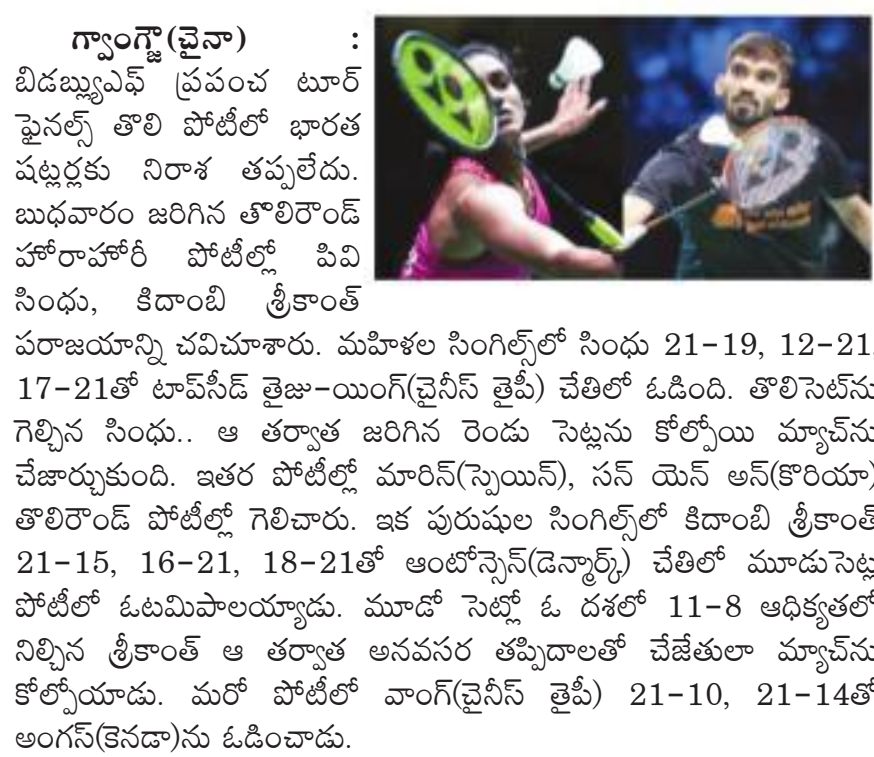 గ్వాంగ్జౌ(చైనా) :
బిడబ్ల్యుఎఫ్ ప్రపంచ టూర్
ఫైనల్స్ తొలి పోటీలో భారత
షట్లర్లకు నిరాశ తప్పలేదు.
బుధవారం జరిగిన తొలిరౌండ్
హోరాహోరీ పోటీల్లో పివి
సింధు, కిదాంబి శ్రీకాంత్
పరాజయాన్ని చవిచూశారు. మహిళల సింగిల్స్‌లో సింధు 21-19, 12-21,
17-21తో టాప్‌సీడ్ తైజు-యింగ్(చైనీస్ తైపీ) చేతిలో ఓడింది. తొలిసెట్‌ను
గెల్చిన సింధు.. ఆ తర్వాత జరిగిన రెండు సెట్లను కోల్పోయి మ్యాచ్‌ను
చేజార్చుకుంది. ఇతర పోటీల్లో మారిన్(స్పెయిన్), సన్ యెన్ అన్(కొరియా)
తొలిరౌండ్ పోటీల్లో గెలిచారు. ఇక పురుషుల సింగిల్స్‌లో కిదాంబి శ్రీకాంత్
21-15, 16-21, 18-21తో ఆంటోన్సెన్(డెన్మార్క్) చేతిలో మూడుసెట్ల
పోటీలో ఓటమిపాలయ్యాడు. మూడో సెట్లో ఓ దశలో 11-8 ఆధిక్యతలో
నిల్చిన శ్రీకాంత్ ఆ తర్వాత అనవసర తప్పిదాలతో చేజేతులా మ్యాచ్‌ను
కోల్పోయాడు. మరో పోటీలో వాంగ్(చైనీస్ తైపీ) 21-10, 21-14తో
అంగస్(కెనడా)ను ఓడించాడు.